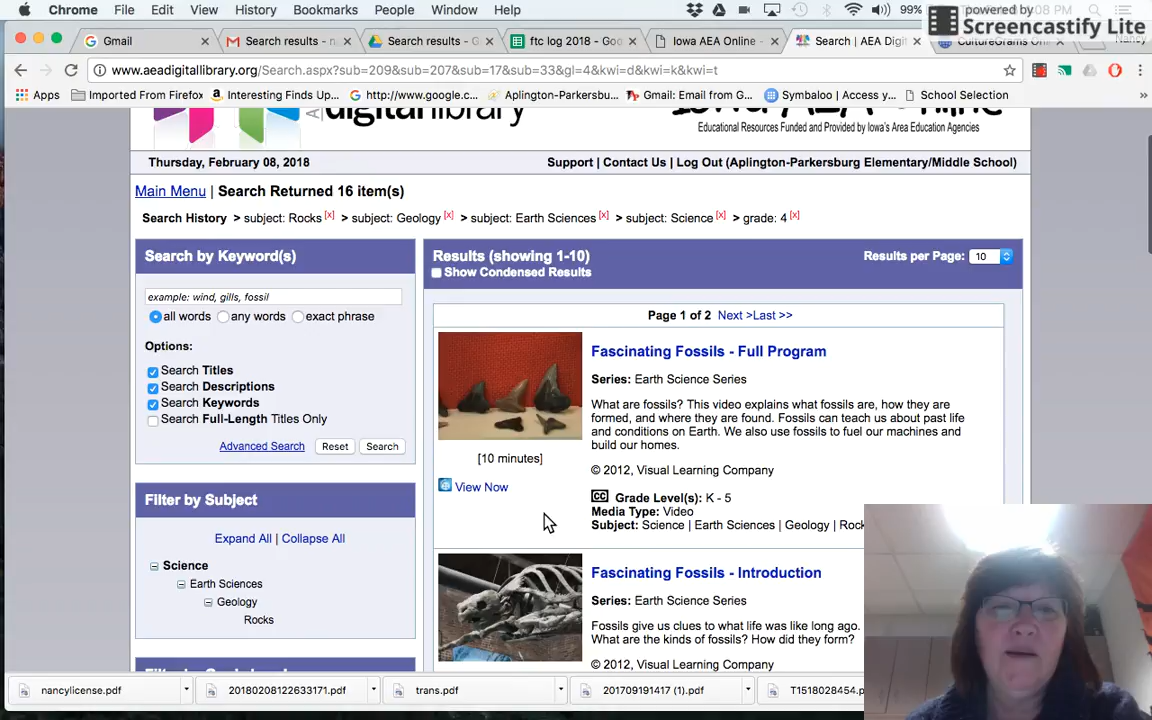 Chrome File Edit View History Bookmarks People Window Help 99%
powered by
Screencastify Lite
Gmail
Search results - n
Search results - G
ftc log 2018 - Goo
Iowa AEA Online -
Search | AEA Digit
CultureGrams Onl
Nancy
www.aeadigitallibrary.org/Search.aspx?sub=209&sub=207&sub=17&sub=33&gl=4&kwi=d&kwi=k&kwi=t
Apps Imported From Firefox Interesting Finds Up... http://www.google.c... Aplington-Parkersbu... Gmail: Email from G... Symbaloo | Access y... School Selection »
digitallibrary
Educational Resources Funded and Provided by Iowa's Area Education Agencies
Thursday, February 08, 2018
Support | Contact Us | Log Out (Aplington-Parkersburg Elementary/Middle School)
Main Menu | Search Returned 16 item(s)
Search History > subject: Rocks [x] > subject: Geology [x] > subject: Earth Sciences [x] > subject: Science [x] > grade: 4 [x]
Search by Keyword(s)
example: wind, gills, fossil
all words any words exact phrase
Options:
Search Titles
Search Descriptions
Search Keywords
Search Full-Length Titles Only
Advanced Search Reset Search
Filter by Subject
Expand All | Collapse All
Science
Earth Sciences
Geology
Rocks
Results (showing 1-10)
Show Condensed Results
Results per Page: 10
Page 1 of 2 Next > Last >>
Fascinating Fossils - Full Program
Series: Earth Science Series
What are fossils? This video explains what fossils are, how they are
formed, and where they are found. Fossils can teach us about past life
and conditions on Earth. We also use fossils to fuel our machines and
build our homes.
[10 minutes]
© 2012, Visual Learning Company
View Now
CC Grade Level(s): K - 5
Media Type: Video
Subject: Science | Earth Sciences | Geology | Rock
Fascinating Fossils - Introduction
Series: Earth Science Series
Fossils give us clues to what life was like long ago.
What are the kinds of fossils? How did they form?
© 2012, Visual Learning Company
nancylicense.pdf
20180208122633171.pdf
trans.pdf
201709191417 (1).pdf
T1518028454.p